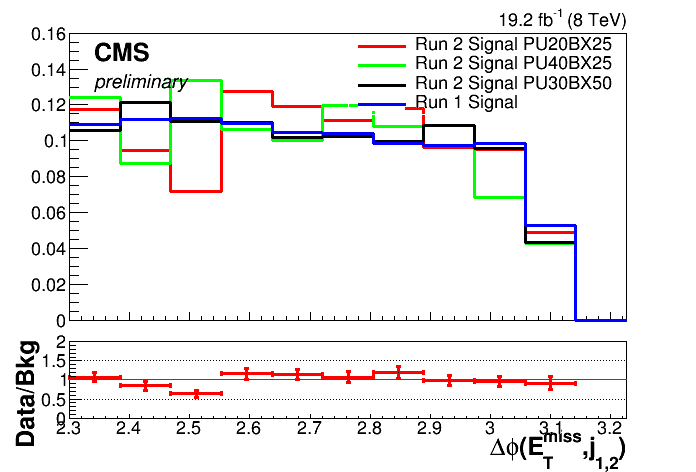 19.2 fb⁻¹ (8 TeV)
CMS
preliminary
Run 2 Signal PU20BX25
Run 2 Signal PU40BX25
Run 2 Signal PU30BX50
Run 1 Signal
0.16
0.14
0.12
0.1
0.08
0.06
0.04
0.02
0
Data/Bkg
2
1.5
1
0.5
0
2.3 2.4 2.5 2.6 2.7 2.8 2.9 3 3.1 3.2
Δϕ(E_T^miss,j_1,2)